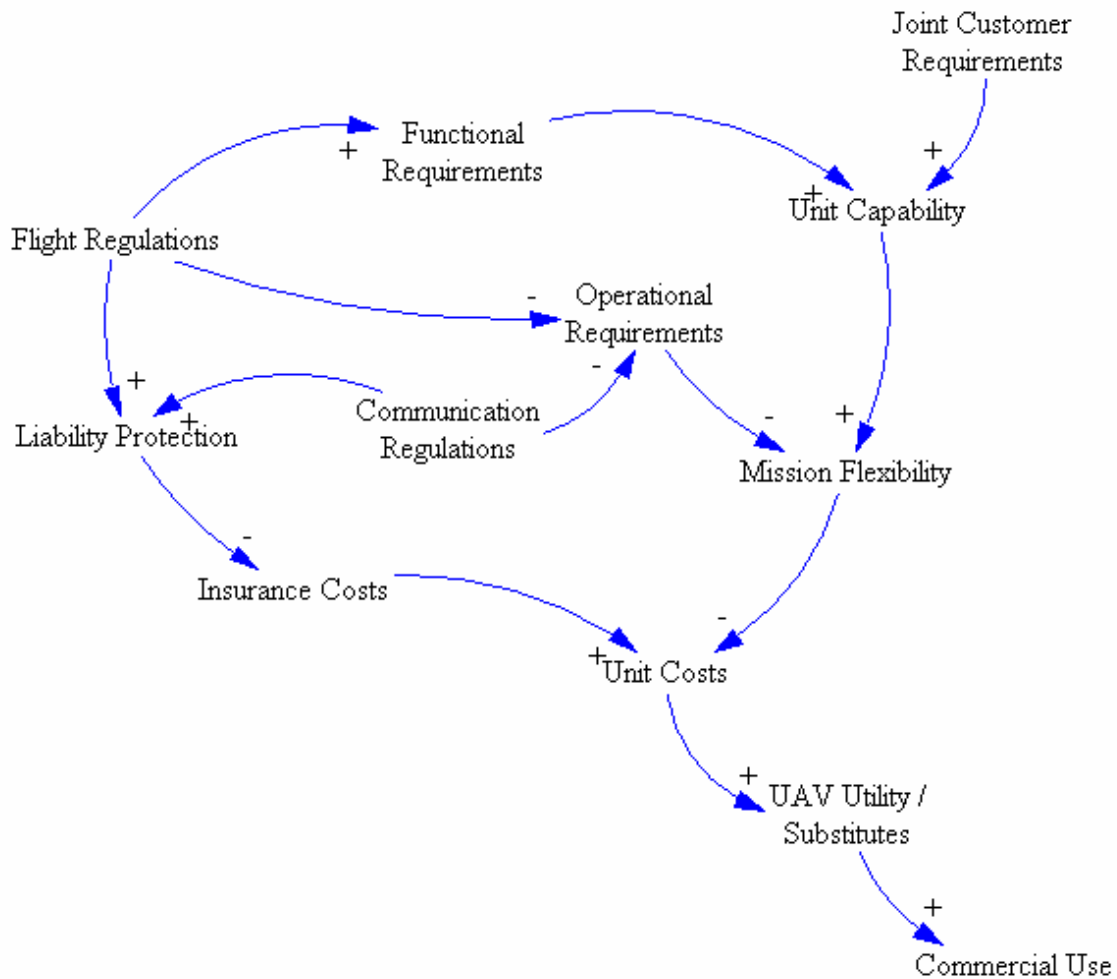 Joint Customer
Requirements
+
Functional
Requirements
+
+
Unit Capability
Flight Regulations
-
Operational
Requirements
-
+
+
Liability Protection
Communication
Regulations
-
+
Mission Flexibility
-
Insurance Costs
-
+
Unit Costs
+
UAV Utility /
Substitutes
+
Commercial Use